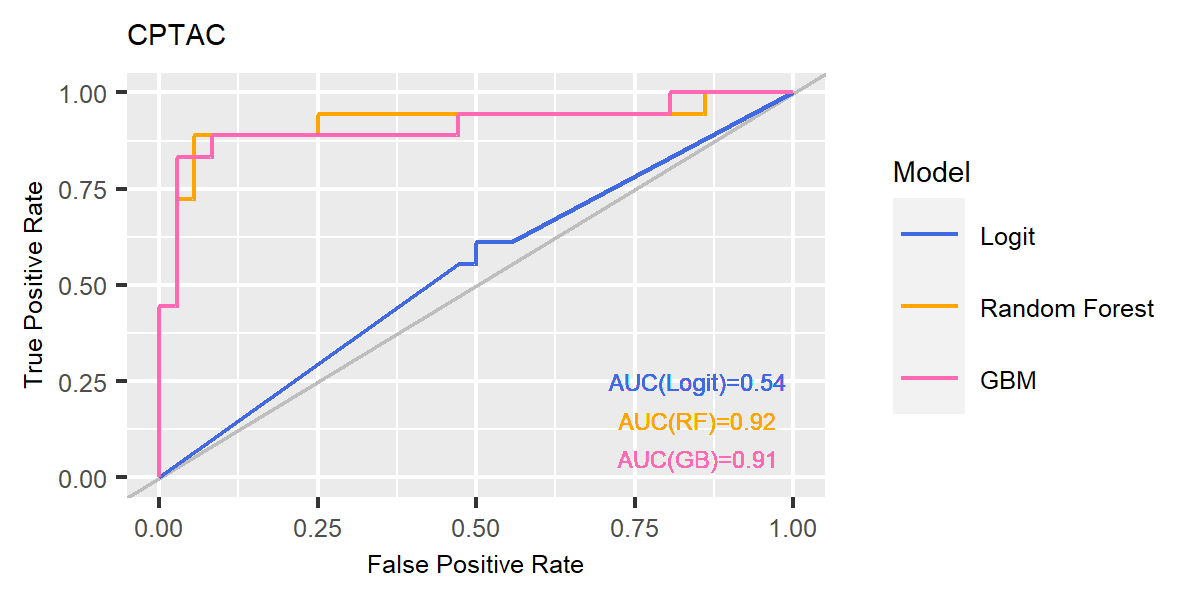 CPTAC
True Positive Rate
1.00
0.75
0.50
0.25
0.00
AUC(Logit)=0.54
AUC(RF)=0.92
AUC(GB)=0.91
0.00 0.25 0.50 0.75 1.00
False Positive Rate
Model
Logit
Random Forest
GBM